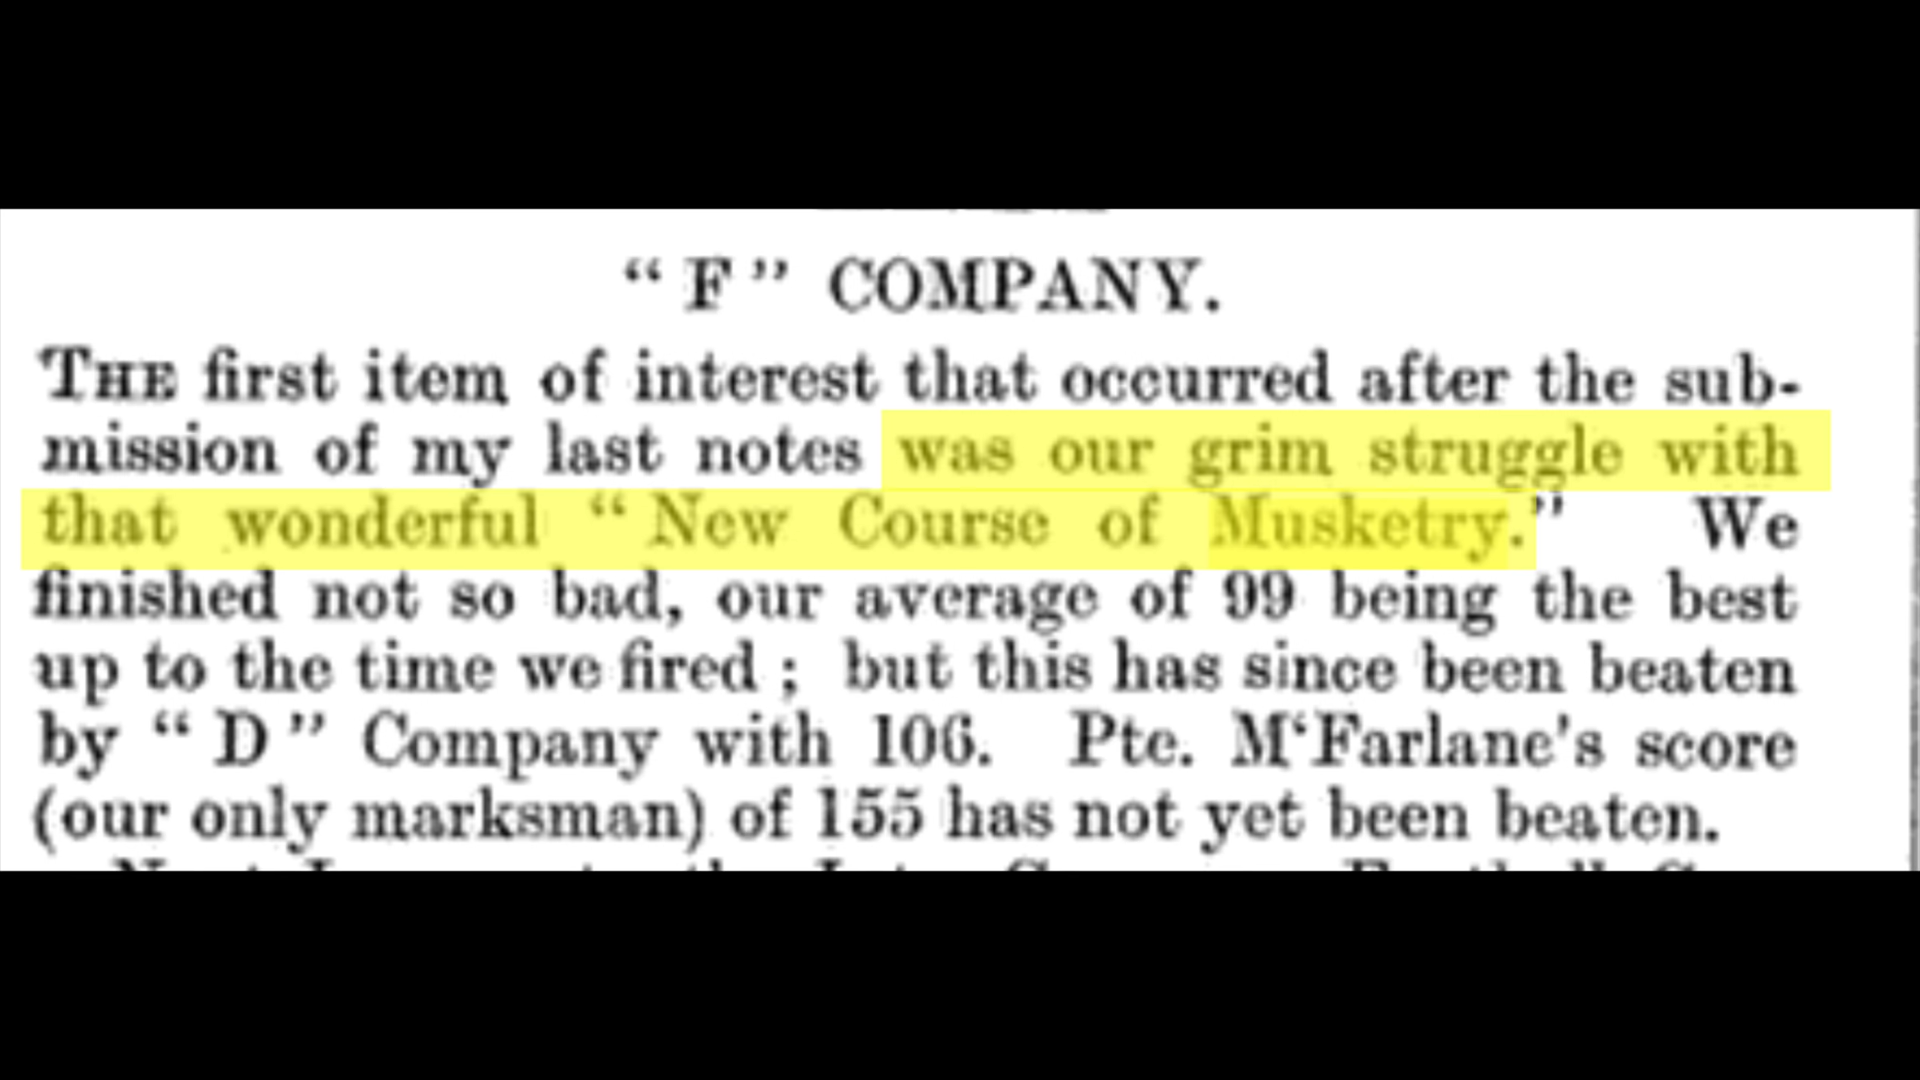 “ F ” COMPANY.
THE first item of interest that occurred after the sub-
mission of my last notes was our grim struggle with
that wonderful “ New Course of Musketry.” We
finished not so bad, our average of 99 being the best
up to the time we fired ; but this has since been beaten
by “ D ” Company with 106. Pte. M‘Farlane's score
(our only marksman) of 155 has not yet been beaten.